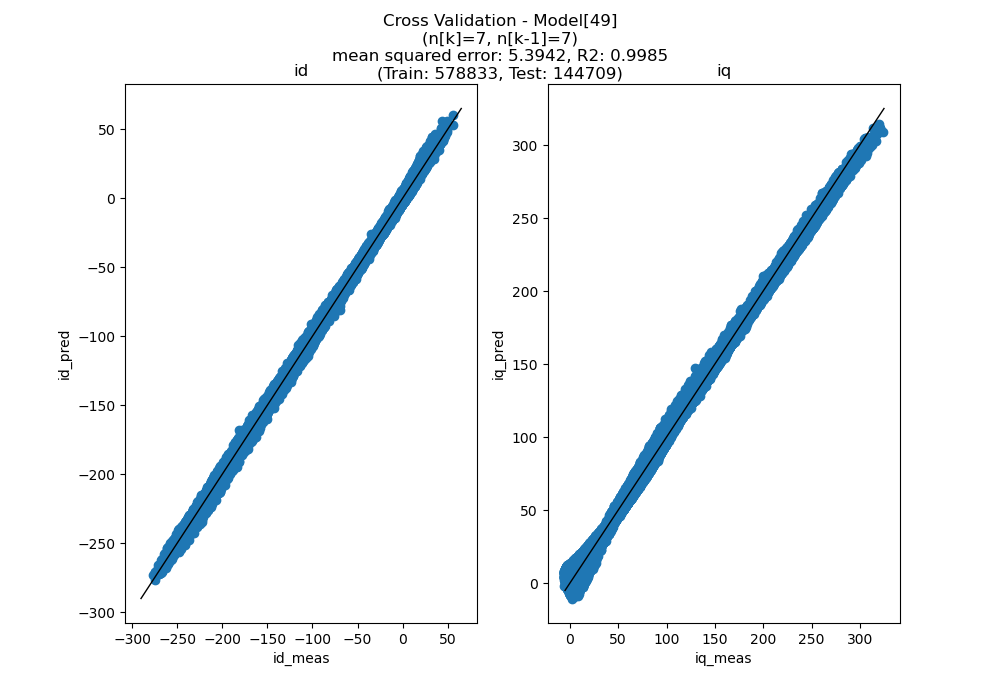 Cross Validation - Model[49]
(n[k]=7, n[k-1]=7)
mean squared error: 5.3942, R2: 0.9985
(Train: 578833, Test: 144709)
id
50
0
−50
−100
−150
−200
−250
−300
id_pred
−300 −250 −200 −150 −100 −50 0 50
id_meas
iq
300
250
200
150
100
50
0
iq_pred
0 50 100 150 200 250 300
iq_meas